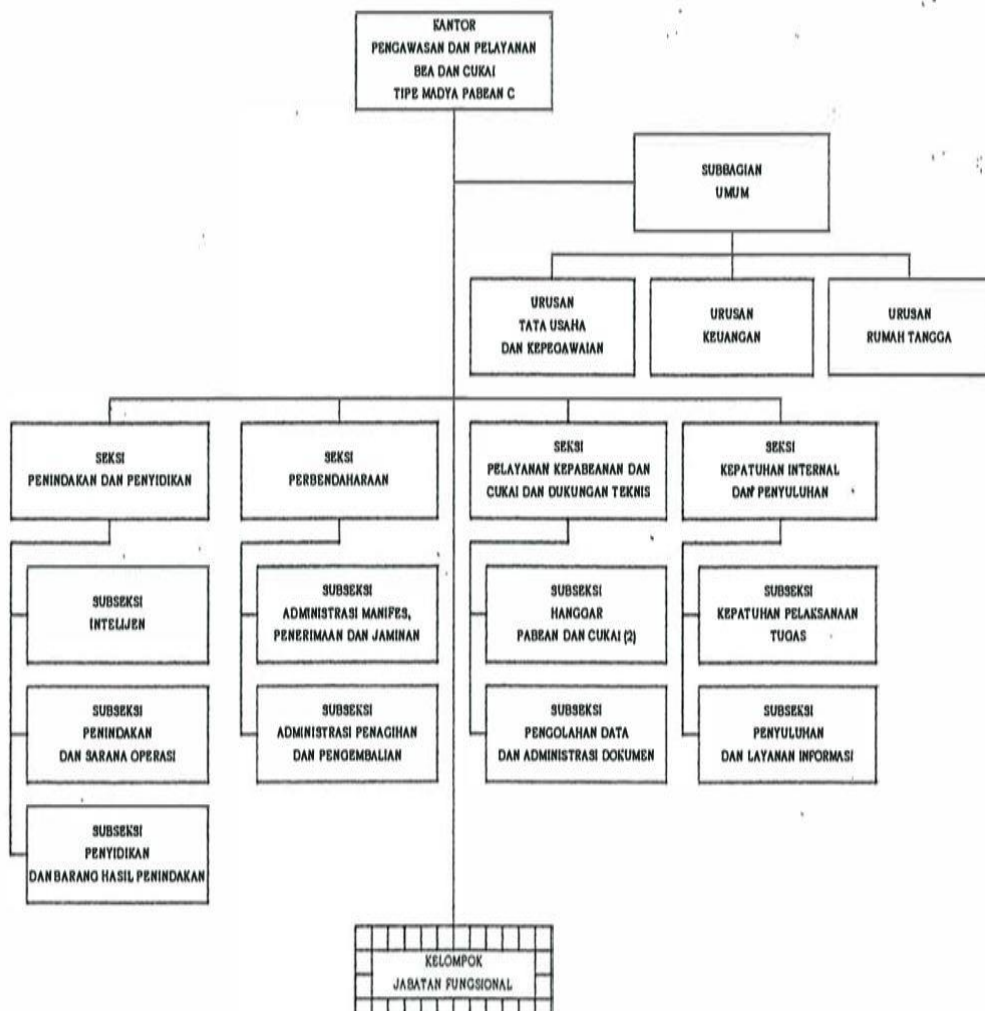 KANTOR
PENGAWASAN DAN PELAYANAN
BEA DAN CUKAI
TIPE MADYA PABEAN C
SUBBAGIAN
UMUM
URUSAN
TATA USAHA
DAN KEPEGAWAIAN
URUSAN
KEUANGAN
URUSAN
RUMAH TANGGA
SEKSI
PENINDAKAN DAN PENYIDIKAN
SEKSI
PERBENDAHARAAN
SEKSI
PELAYANAN KEPABEANAN DAN
CUKAI DAN DUKUNGAN TEKNIS
SEKSI
KEPATUHAN INTERNAL
DAN PENYULUHAN
SUBSEKSI
INTELIJEN
SUBSEKSI
ADMINISTRASI MANIFES,
PENERIMAAN DAN JAMINAN
SUBSEKSI
HANGGAR
PABEAN DAN CUKAI (2)
SUBSEKSI
KEPATUHAN PELAKSANAAN
TUGAS
SUBSEKSI
PENINDAKAN
DAN SARANA OPERASI
SUBSEKSI
ADMINISTRASI PENAGIHAN
DAN PENGEMBALIAN
SUBSEKSI
PENGOLAHAN DATA
DAN ADMINISTRASI DOKUMEN
SUBSEKSI
PENYULUHAN
DAN LAYANAN INFORMASI
SUBSEKSI
PENYIDIKAN
DAN BARANG HASIL PENINDAKAN
KELOMPOK
JABATAN FUNGSIONAL